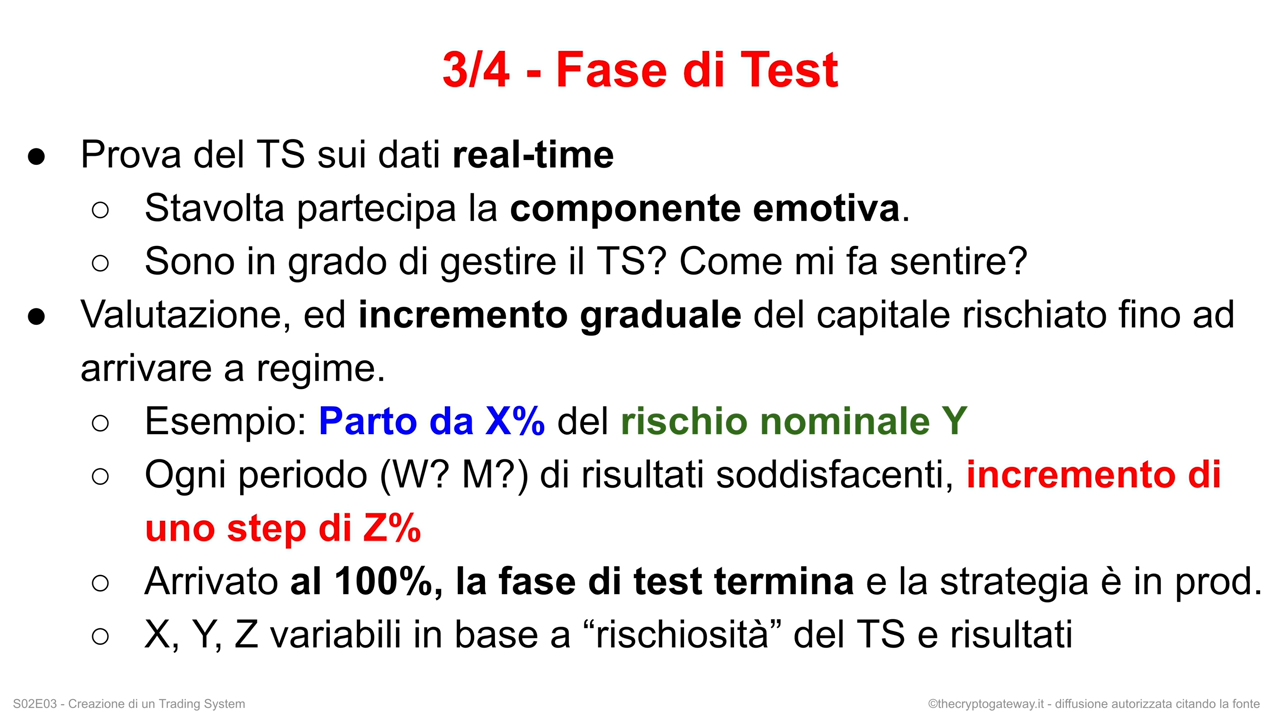 3/4 - Fase di Test
● Prova del TS sui dati real-time
○ Stavolta partecipa la componente emotiva.
○ Sono in grado di gestire il TS? Come mi fa sentire?
● Valutazione, ed incremento graduale del capitale rischiato fino ad
arrivare a regime.
○ Esempio: Parto da X% del rischio nominale Y
○ Ogni periodo (W? M?) di risultati soddisfacenti, incremento di
uno step di Z%
○ Arrivato al 100%, la fase di test termina e la strategia è in prod.
○ X, Y, Z variabili in base a “rischiosità” del TS e risultati
S02E03 - Creazione di un Trading System
©thecryptogateway.it - diffusione autorizzata citando la fonte